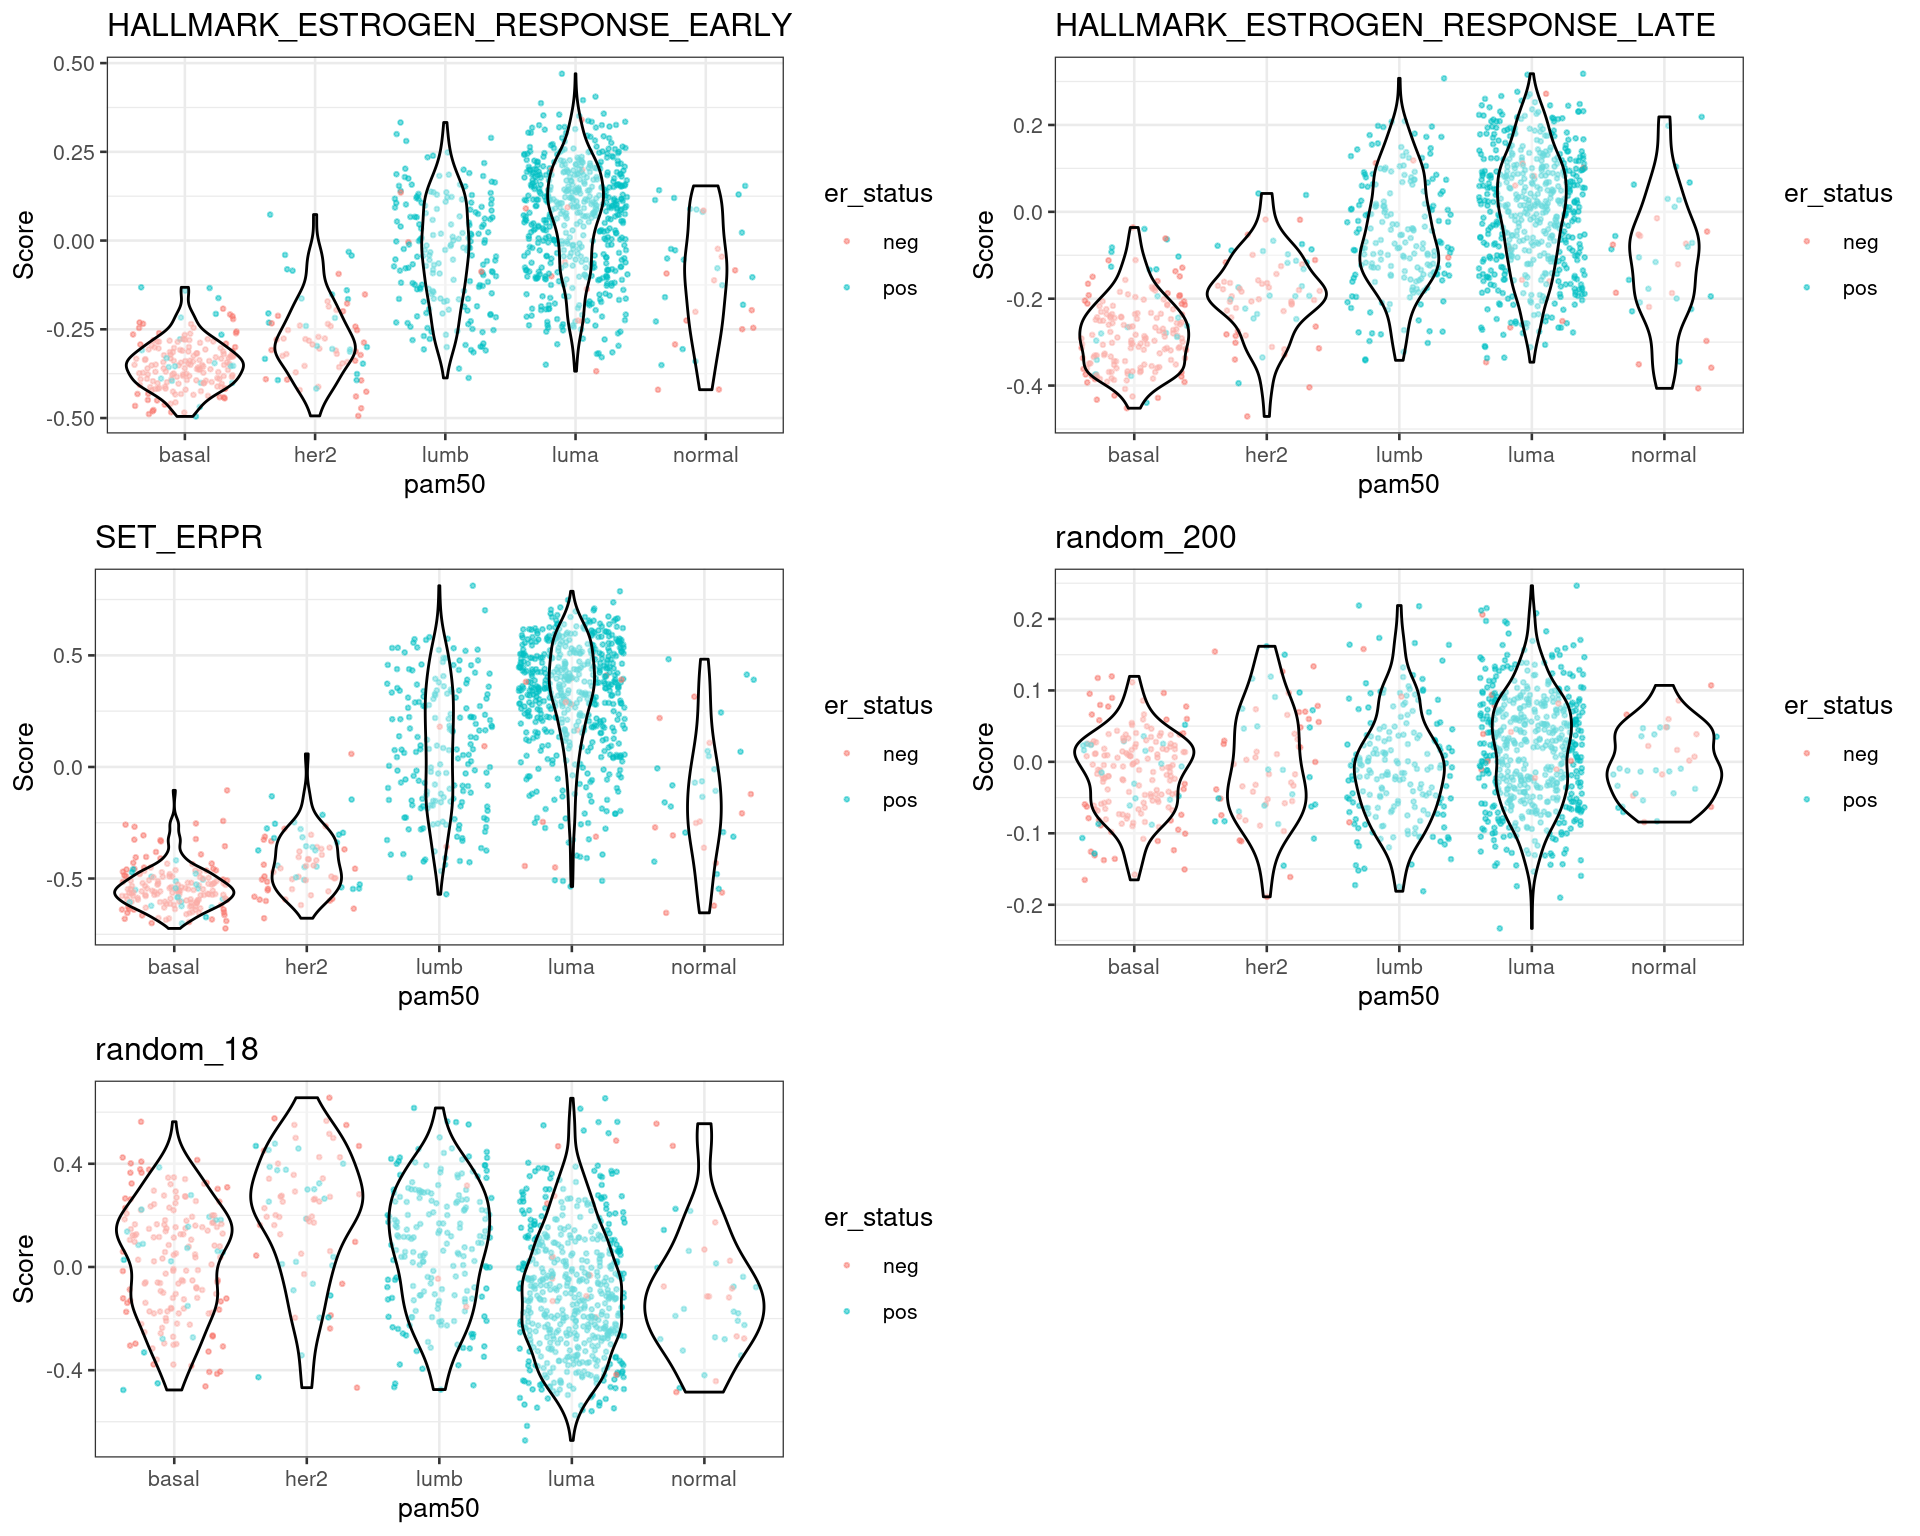 HALLMARK_ESTROGEN_RESPONSE_EARLY
0.50
0.25
0.00
-0.25
-0.50
Score
basal her2 lumb luma normal
pam50
er_status
neg
pos
HALLMARK_ESTROGEN_RESPONSE_LATE
0.2
0.0
-0.2
-0.4
Score
basal her2 lumb luma normal
pam50
er_status
neg
pos
SET_ERPR
0.5
0.0
-0.5
Score
basal her2 lumb luma normal
pam50
er_status
neg
pos
random_200
0.2
0.1
0.0
-0.1
-0.2
Score
basal her2 lumb luma normal
pam50
er_status
neg
pos
random_18
0.4
0.0
-0.4
Score
basal her2 lumb luma normal
pam50
er_status
neg
pos